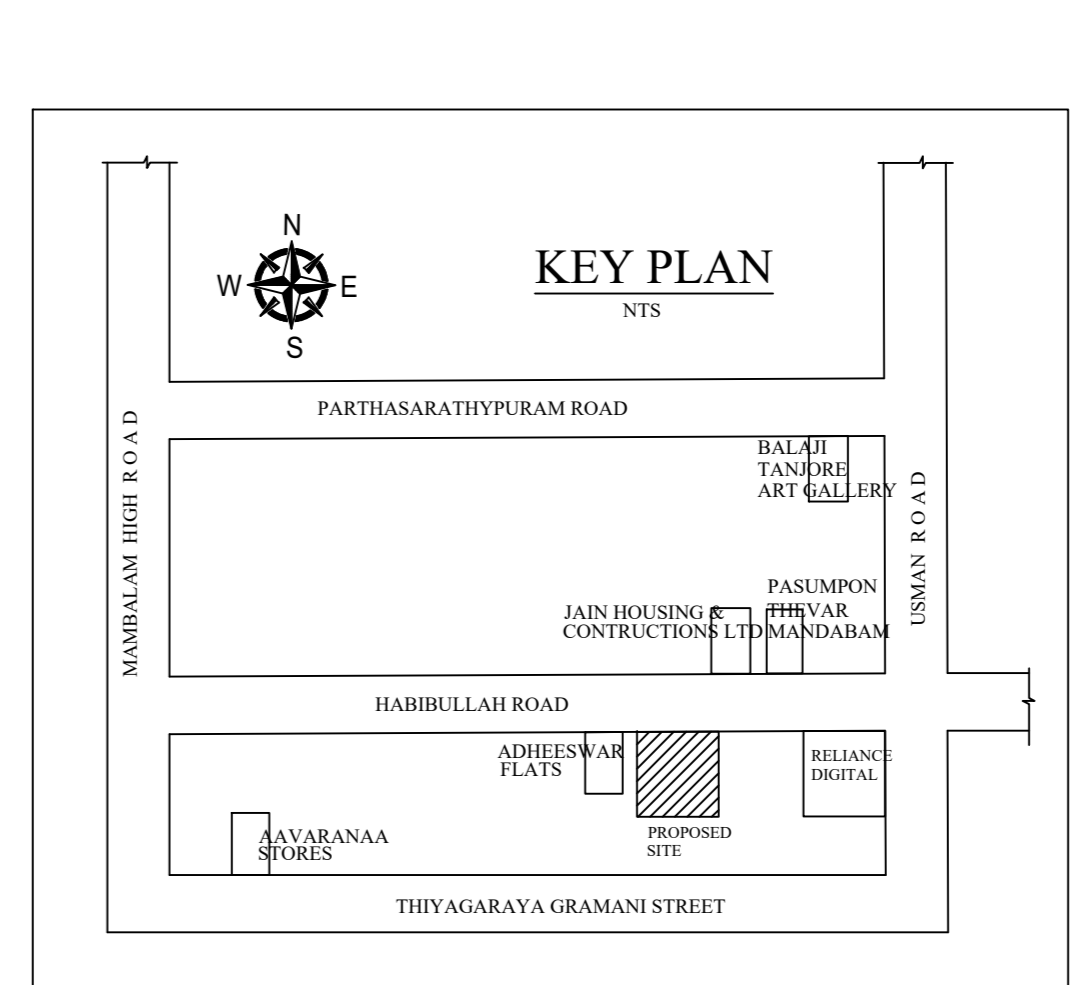 N
W E
S
KEY PLAN
NTS
PARTHASARATHYPURAM ROAD
MAMBALAM HIGH ROAD
USMAN ROAD
BALAJI
TANJORE
ART GALLERY
PASUMPON
THEVAR
MANDABAM
JAIN HOUSING &
CONTRUCTIONS LTD
HABIBULLAH ROAD
ADHEESWAR
FLATS
PROPOSED
SITE
RELIANCE
DIGITAL
AAVARANAA
STORES
THIYAGARAYA GRAMANI STREET